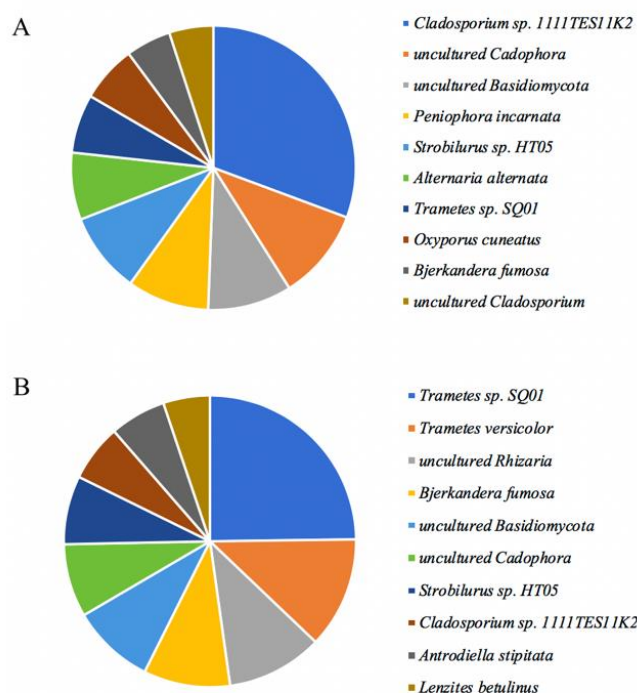 A
Cladosporium sp. 1111TES11K2
uncultured Cadophora
uncultured Basidiomycota
Peniophora incarnata
Strobilurus sp. HT05
Alternaria alternata
Trametes sp. SQ01
Oxyporus cuneatus
Bjerkandera fumosa
uncultured Cladosporium
B
Trametes sp. SQ01
Trametes versicolor
uncultured Rhizaria
Bjerkandera fumosa
uncultured Basidiomycota
uncultured Cadophora
Strobilurus sp. HT05
Cladosporium sp. 1111TES11K2
Antrodiella stipitata
Lenzites betulinus